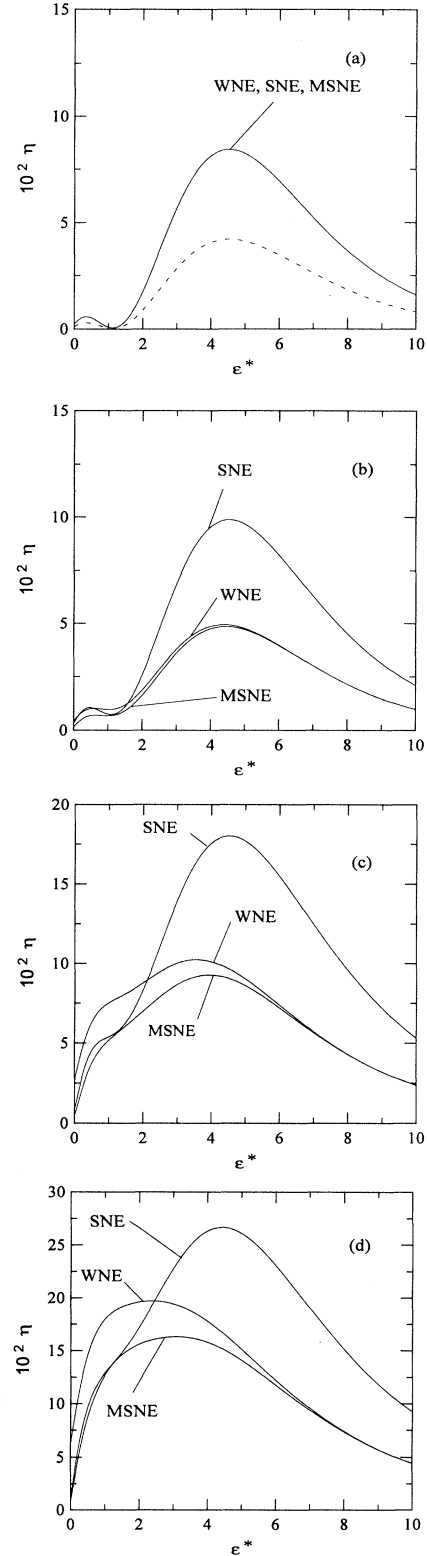 15
(a)
WNE, SNE, MSNE
10
10² η
5
0
0 2 4 6 8 10
ε*
15
(b)
SNE
10
10² η
WNE
5
MSNE
0
0 2 4 6 8 10
ε*
20
SNE
(c)
15
WNE
10² η
10
MSNE
5
0
0 2 4 6 8 10
ε*
30
SNE
(d)
25
WNE
20
10² η
15
MSNE
10
5
0
0 2 4 6 8 10
ε*